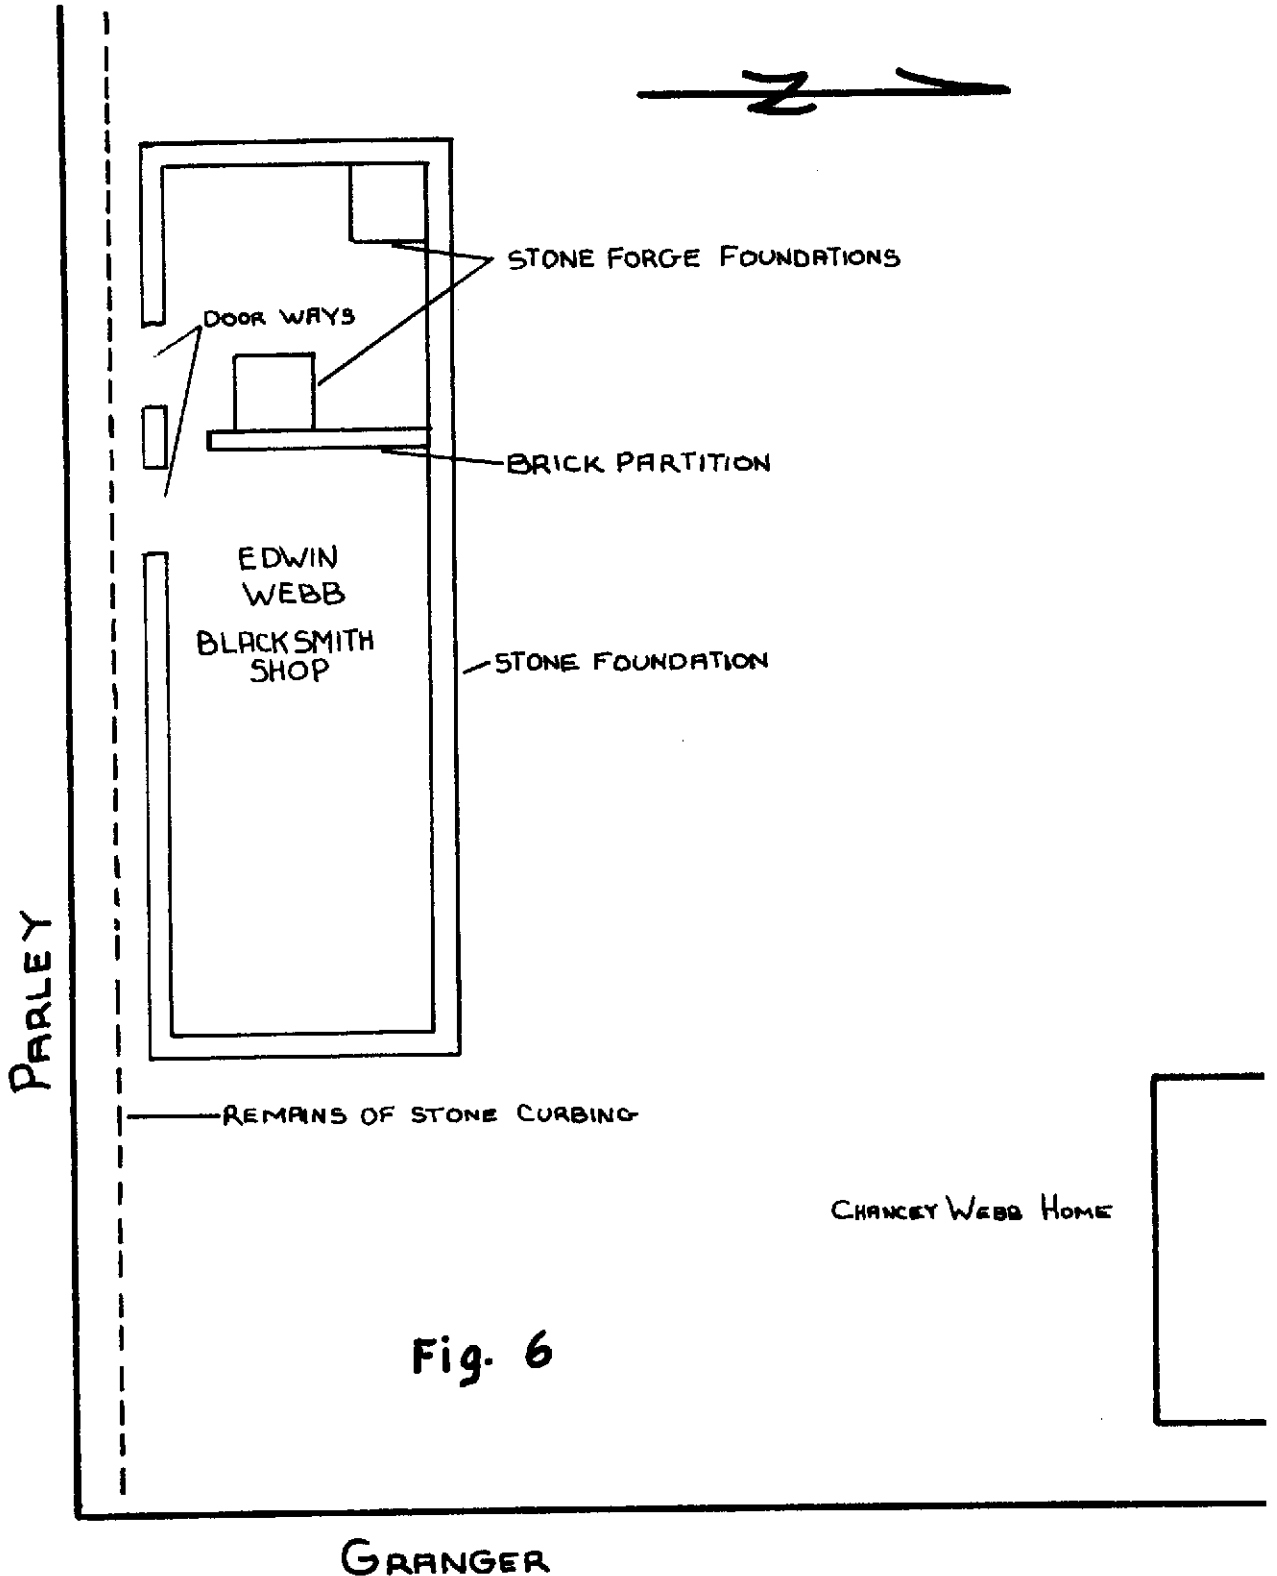 N
STONE FORGE FOUNDATIONS
DOOR WAYS
BRICK PARTITION
EDWIN
WEBB
BLACKSMITH
SHOP
STONE FOUNDATION
PARLEY
REMAINS OF STONE CURBING
CHANCEY WEBB HOME
Fig. 6
GRANGER